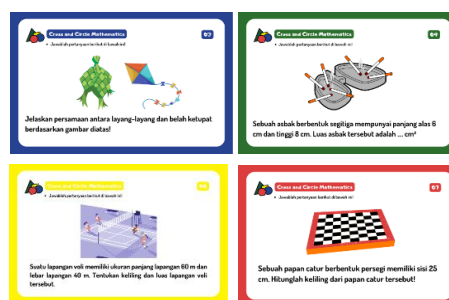 Cross and Circle Mathematics
03
Jawablah pertanyaan berikut di bawah ini!
Jelaskan persamaan antara layang-layang dan belah ketupat
berdasarkan gambar diatas!
Cross and Circle Mathematics
04
Jawablah pertanyaan berikut di bawah ini!
Sebuah asbak berbentuk segitiga mempunyai panjang alas 6
cm dan tinggi 8 cm. Luas asbak tersebut adalah ... cm²
Cross and Circle Mathematics
Jawablah pertanyaan berikut di bawah ini!
Suatu lapangan voli memiliki ukuran panjang lapangan 60 m dan
lebar lapangan 40 m. Tentukan keliling dan luas lapangan voli
tersebut.
Cross and Circle Mathematics
07
Jawablah pertanyaan berikut di bawah ini!
Sebuah papan catur berbentuk persegi memiliki sisi 25
cm. Hitunglah keliling dari papan catur tersebut!